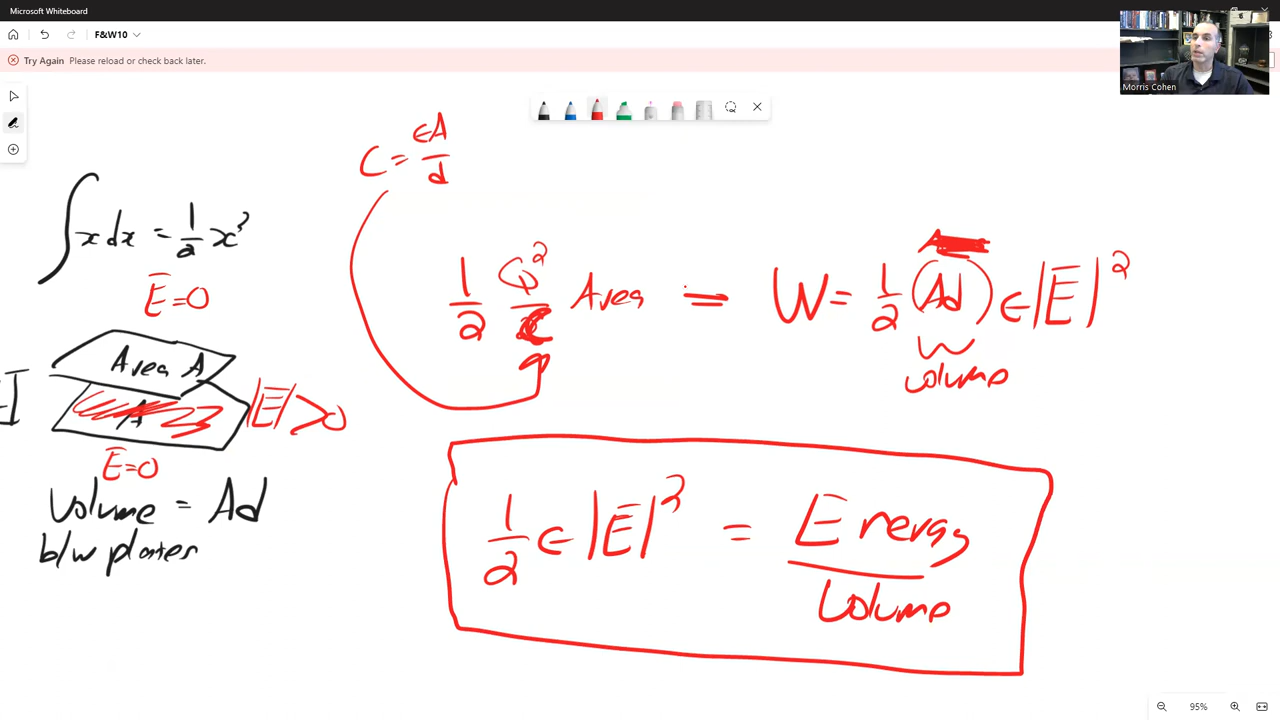 Microsoft Whiteboard
F&W10
Try Again Please reload or check back later.
Morris Cohen
C = ϵA/d
∫x dx = 1/2 x²
E̅=0
Area A
A
|E̅|>0
E̅=0
Volume = Ad
b/w plates
1/2 Q²/ Area = W = 1/2 (Ad) ϵ|E̅|²
volume
1/2 ϵ|E̅|² = Energy/Volume
95%